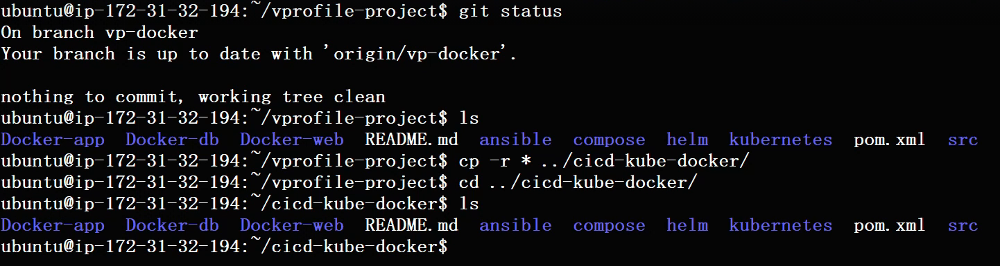 ubuntu@ip-172-31-32-194:~/vprofile-project$ git status
On branch vp-docker
Your branch is up to date with 'origin/vp-docker'.
nothing to commit, working tree clean
ubuntu@ip-172-31-32-194:~/vprofile-project$ ls
Docker-app  Docker-db  Docker-web  README.md  ansible  compose  helm  kubernetes  pom.xml  src
ubuntu@ip-172-31-32-194:~/vprofile-project$ cp -r * ../cicd-kube-docker/
ubuntu@ip-172-31-32-194:~/vprofile-project$ cd ../cicd-kube-docker/
ubuntu@ip-172-31-32-194:~/cicd-kube-docker$ ls
Docker-app  Docker-db  Docker-web  README.md  ansible  compose  helm  kubernetes  pom.xml  src
ubuntu@ip-172-31-32-194:~/cicd-kube-docker$